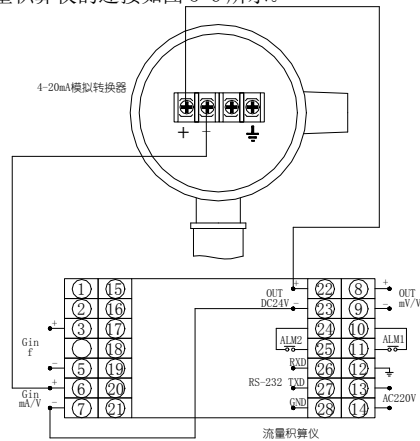 4-20mA模拟转换器
+ -
OUT
DC24V
+
-
① ⑮
② ⑯
③ ⑰
⑱
⑤ ⑲
⑥ ⑳
⑦ ㉑
Gin
f
+
-
Gin
mA/V
+
-
㉒ ⑧
㉓ ⑨
㉔ ⑩
㉕ ⑪
㉖ ⑫
㉗ ⑬
㉘ ⑭
+
-
OUT
mV/V
ALM2
ALM1
RXD
RS-232 TXD
GND
AC220V
流量积算仪